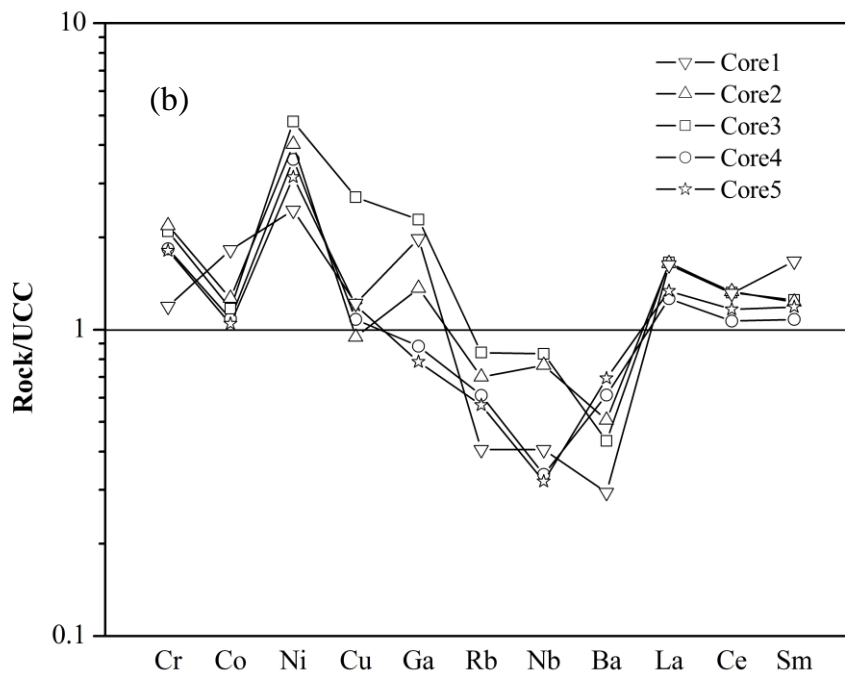 10
(b)
Core1
Core2
Core3
Core4
Core5
1
Rock/UCC
0.1
Cr Co Ni Cu Ga Rb Nb Ba La Ce Sm